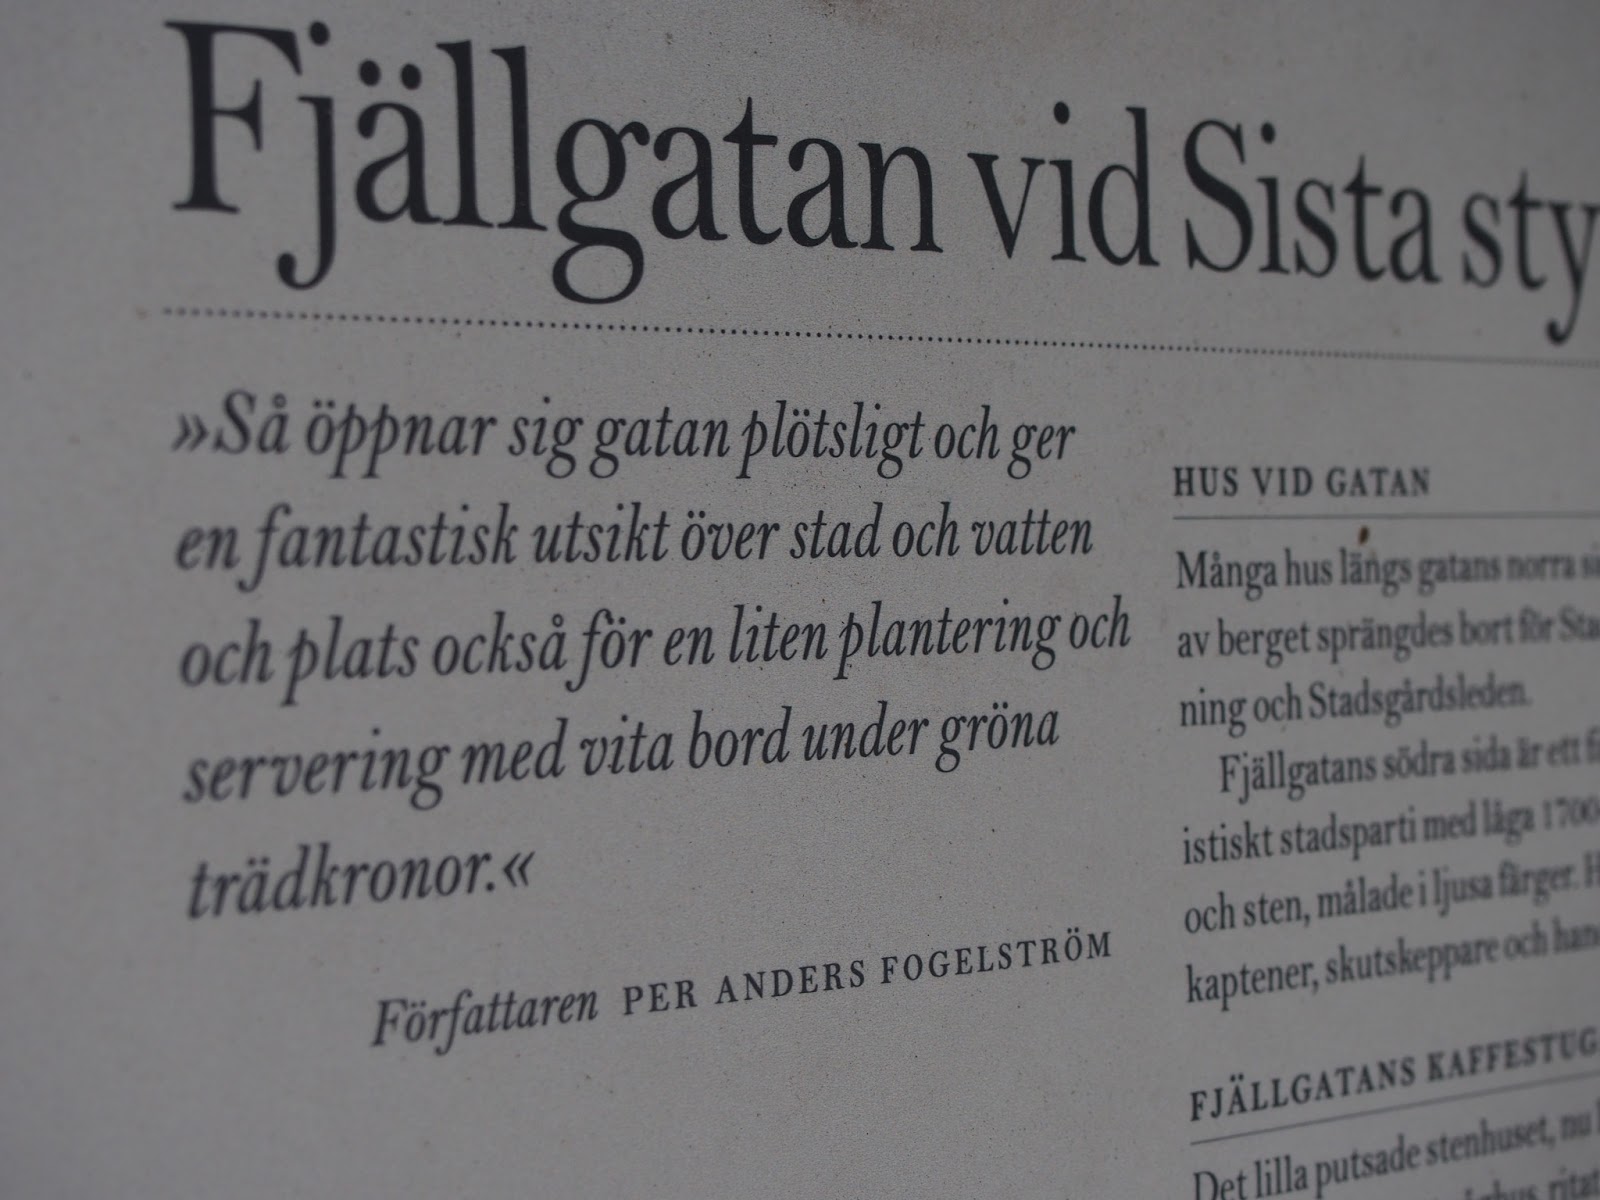 Fjällgatan vid Sista
»Så öppnar sig gatan plötsligt och ger
en fantastisk utsikt över stad och vatten
och plats också för en liten plantering och
servering med vita bord under gröna
trädkronor.«
Författaren PER ANDERS FOGELSTRÖM
HUS VID GATAN
Många hus längs gatans norra
av berget sprängdes bort för
ning och Stadsgårdsleden.
Fjällgatans södra sida är ett
istiskt stadsparti med låga 1700-
och sten, målade i ljusa färger.
kaptener, skutskeppare och
FJÄLLGATANS
Det lilla putsade stenhuset, nu